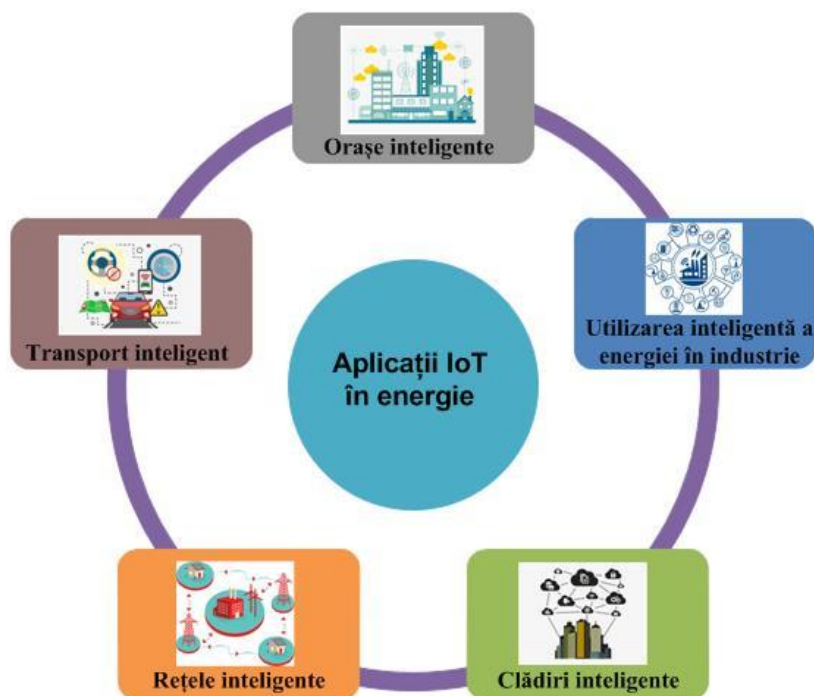 Orașe inteligente
Utilizarea inteligentă a
energiei în industrie
Transport inteligent
Aplicații IoT
în energie
Rețele inteligente
Clădiri inteligente